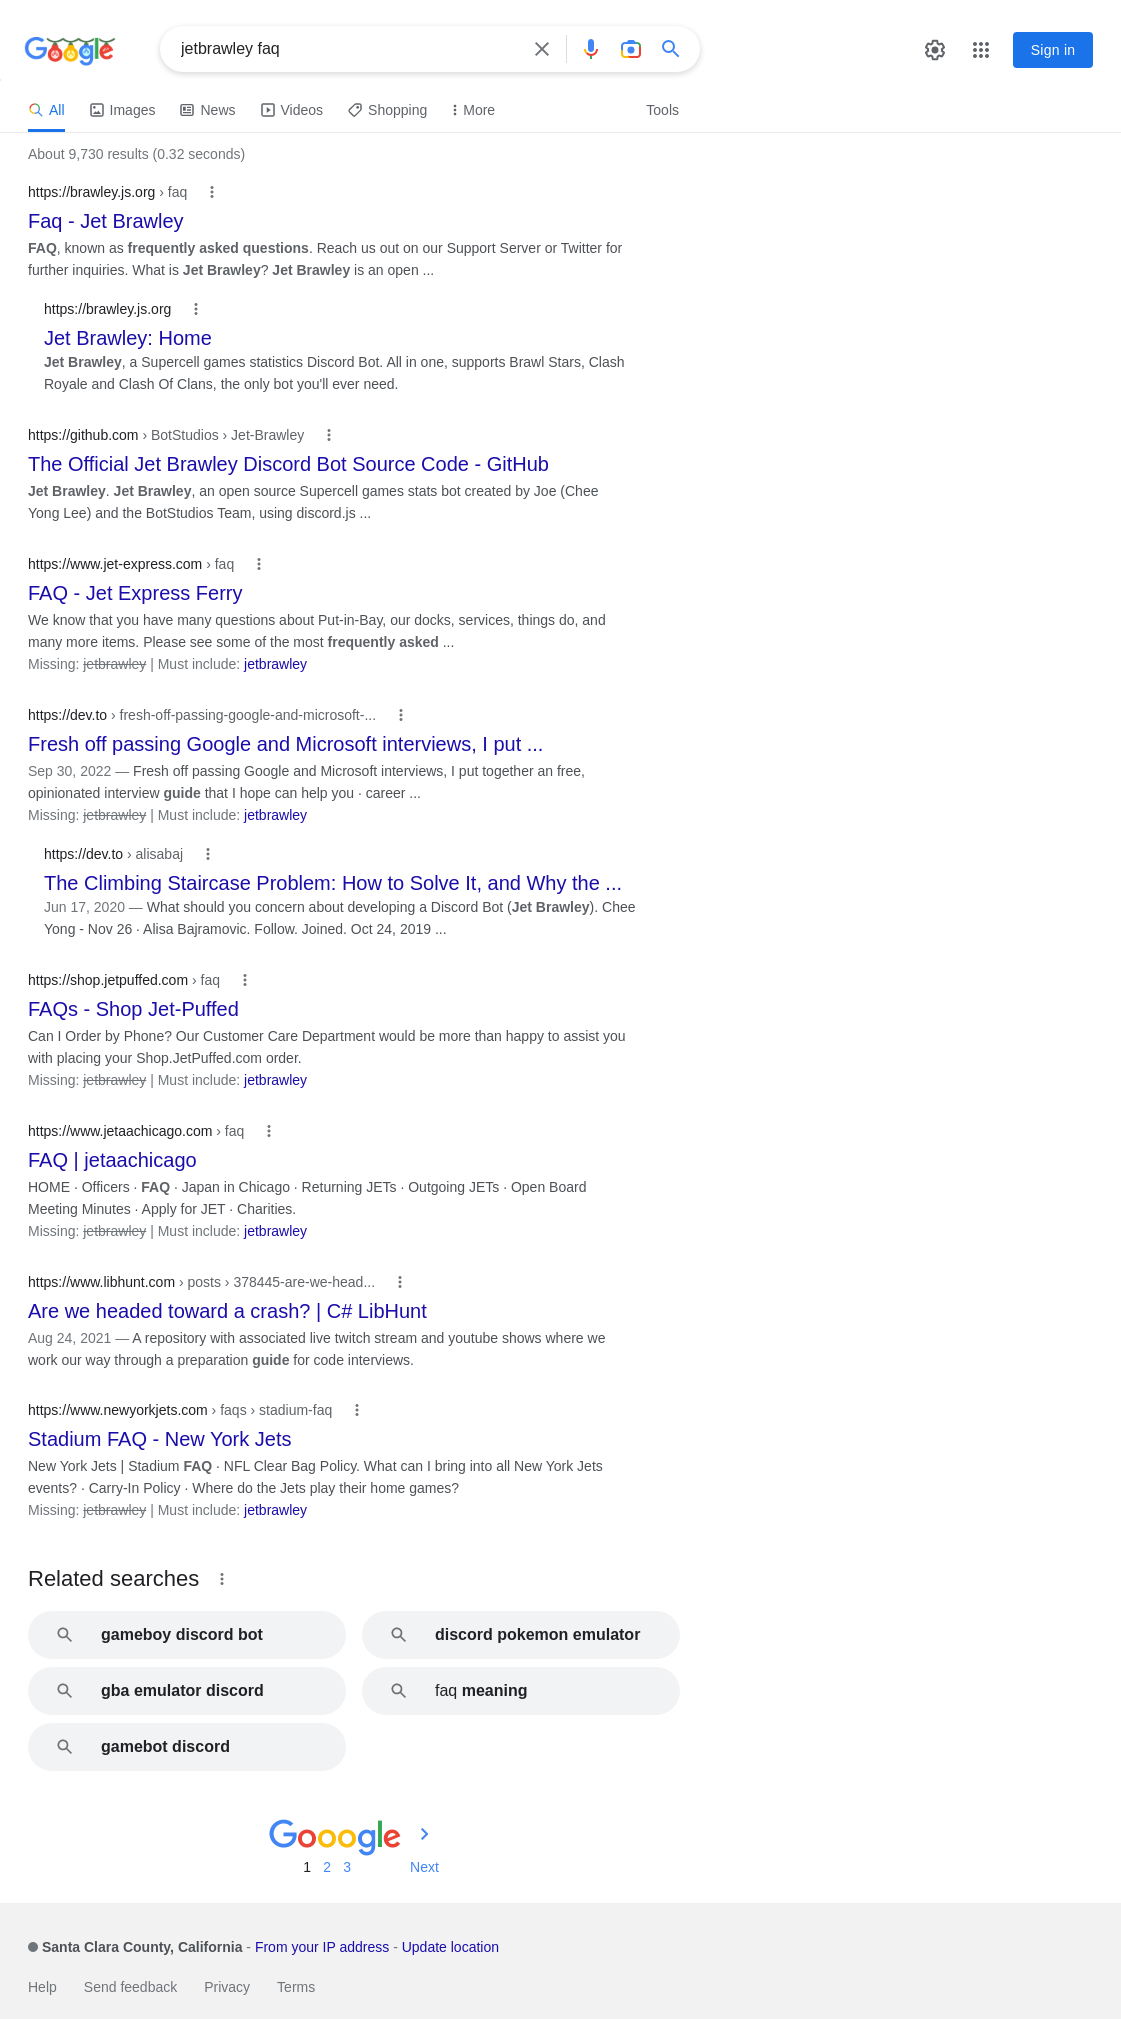 Google
jetbrawley faq
Sign in
All
Images
News
Videos
Shopping
More
Tools
About 9,730 results (0.32 seconds)
https://brawley.js.org › faq
Faq - Jet Brawley
FAQ, known as frequently asked questions. Reach us out on our Support Server or Twitter for
further inquiries. What is Jet Brawley? Jet Brawley is an open ...
https://brawley.js.org
Jet Brawley: Home
Jet Brawley, a Supercell games statistics Discord Bot. All in one, supports Brawl Stars, Clash
Royale and Clash Of Clans, the only bot you'll ever need.
https://github.com › BotStudios › Jet-Brawley
The Official Jet Brawley Discord Bot Source Code - GitHub
Jet Brawley. Jet Brawley, an open source Supercell games stats bot created by Joe (Chee
Yong Lee) and the BotStudios Team, using discord.js ...
https://www.jet-express.com › faq
FAQ - Jet Express Ferry
We know that you have many questions about Put-in-Bay, our docks, services, things do, and
many more items. Please see some of the most frequently asked ...
Missing: jetbrawley | Must include: jetbrawley
https://dev.to › fresh-off-passing-google-and-microsoft-...
Fresh off passing Google and Microsoft interviews, I put ...
Sep 30, 2022 — Fresh off passing Google and Microsoft interviews, I put together an free,
opinionated interview guide that I hope can help you · career ...
Missing: jetbrawley | Must include: jetbrawley
https://dev.to › alisabaj
The Climbing Staircase Problem: How to Solve It, and Why the ...
Jun 17, 2020 — What should you concern about developing a Discord Bot (Jet Brawley). Chee
Yong - Nov 26 · Alisa Bajramovic. Follow. Joined. Oct 24, 2019 ...
https://shop.jetpuffed.com › faq
FAQs - Shop Jet-Puffed
Can I Order by Phone? Our Customer Care Department would be more than happy to assist you
with placing your Shop.JetPuffed.com order.
Missing: jetbrawley | Must include: jetbrawley
https://www.jetaachicago.com › faq
FAQ | jetaachicago
HOME · Officers · FAQ · Japan in Chicago · Returning JETs · Outgoing JETs · Open Board
Meeting Minutes · Apply for JET · Charities.
Missing: jetbrawley | Must include: jetbrawley
https://www.libhunt.com › posts › 378445-are-we-head...
Are we headed toward a crash? | C# LibHunt
Aug 24, 2021 — A repository with associated live twitch stream and youtube shows where we
work our way through a preparation guide for code interviews.
https://www.newyorkjets.com › faqs › stadium-faq
Stadium FAQ - New York Jets
New York Jets | Stadium FAQ · NFL Clear Bag Policy. What can I bring into all New York Jets
events? · Carry-In Policy · Where do the Jets play their home games?
Missing: jetbrawley | Must include: jetbrawley
Related searches
gameboy discord bot
discord pokemon emulator
gba emulator discord
faq meaning
gamebot discord
Gooogle
1 2 3 Next
Santa Clara County, California - From your IP address - Update location
Help Send feedback Privacy Terms